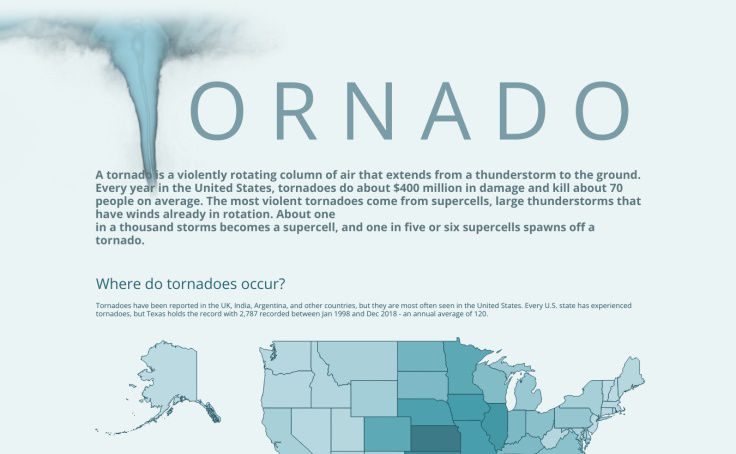 TORNADO
A tornado is a violently rotating column of air that extends from a thunderstorm to the ground.
Every year in the United States, tornadoes do about $400 million in damage and kill about 70
people on average. The most violent tornadoes come from supercells, large thunderstorms that
have winds already in rotation. About one
in a thousand storms becomes a supercell, and one in five or six supercells spawns off a
tornado.
Where do tornadoes occur?
Tornadoes have been reported in the UK, India, Argentina, and other countries, but they are most often seen in the United States. Every U.S. state has experienced
tornadoes, but Texas holds the record with 2,787 recorded between Jan 1998 and Dec 2018 - an annual average of 120.